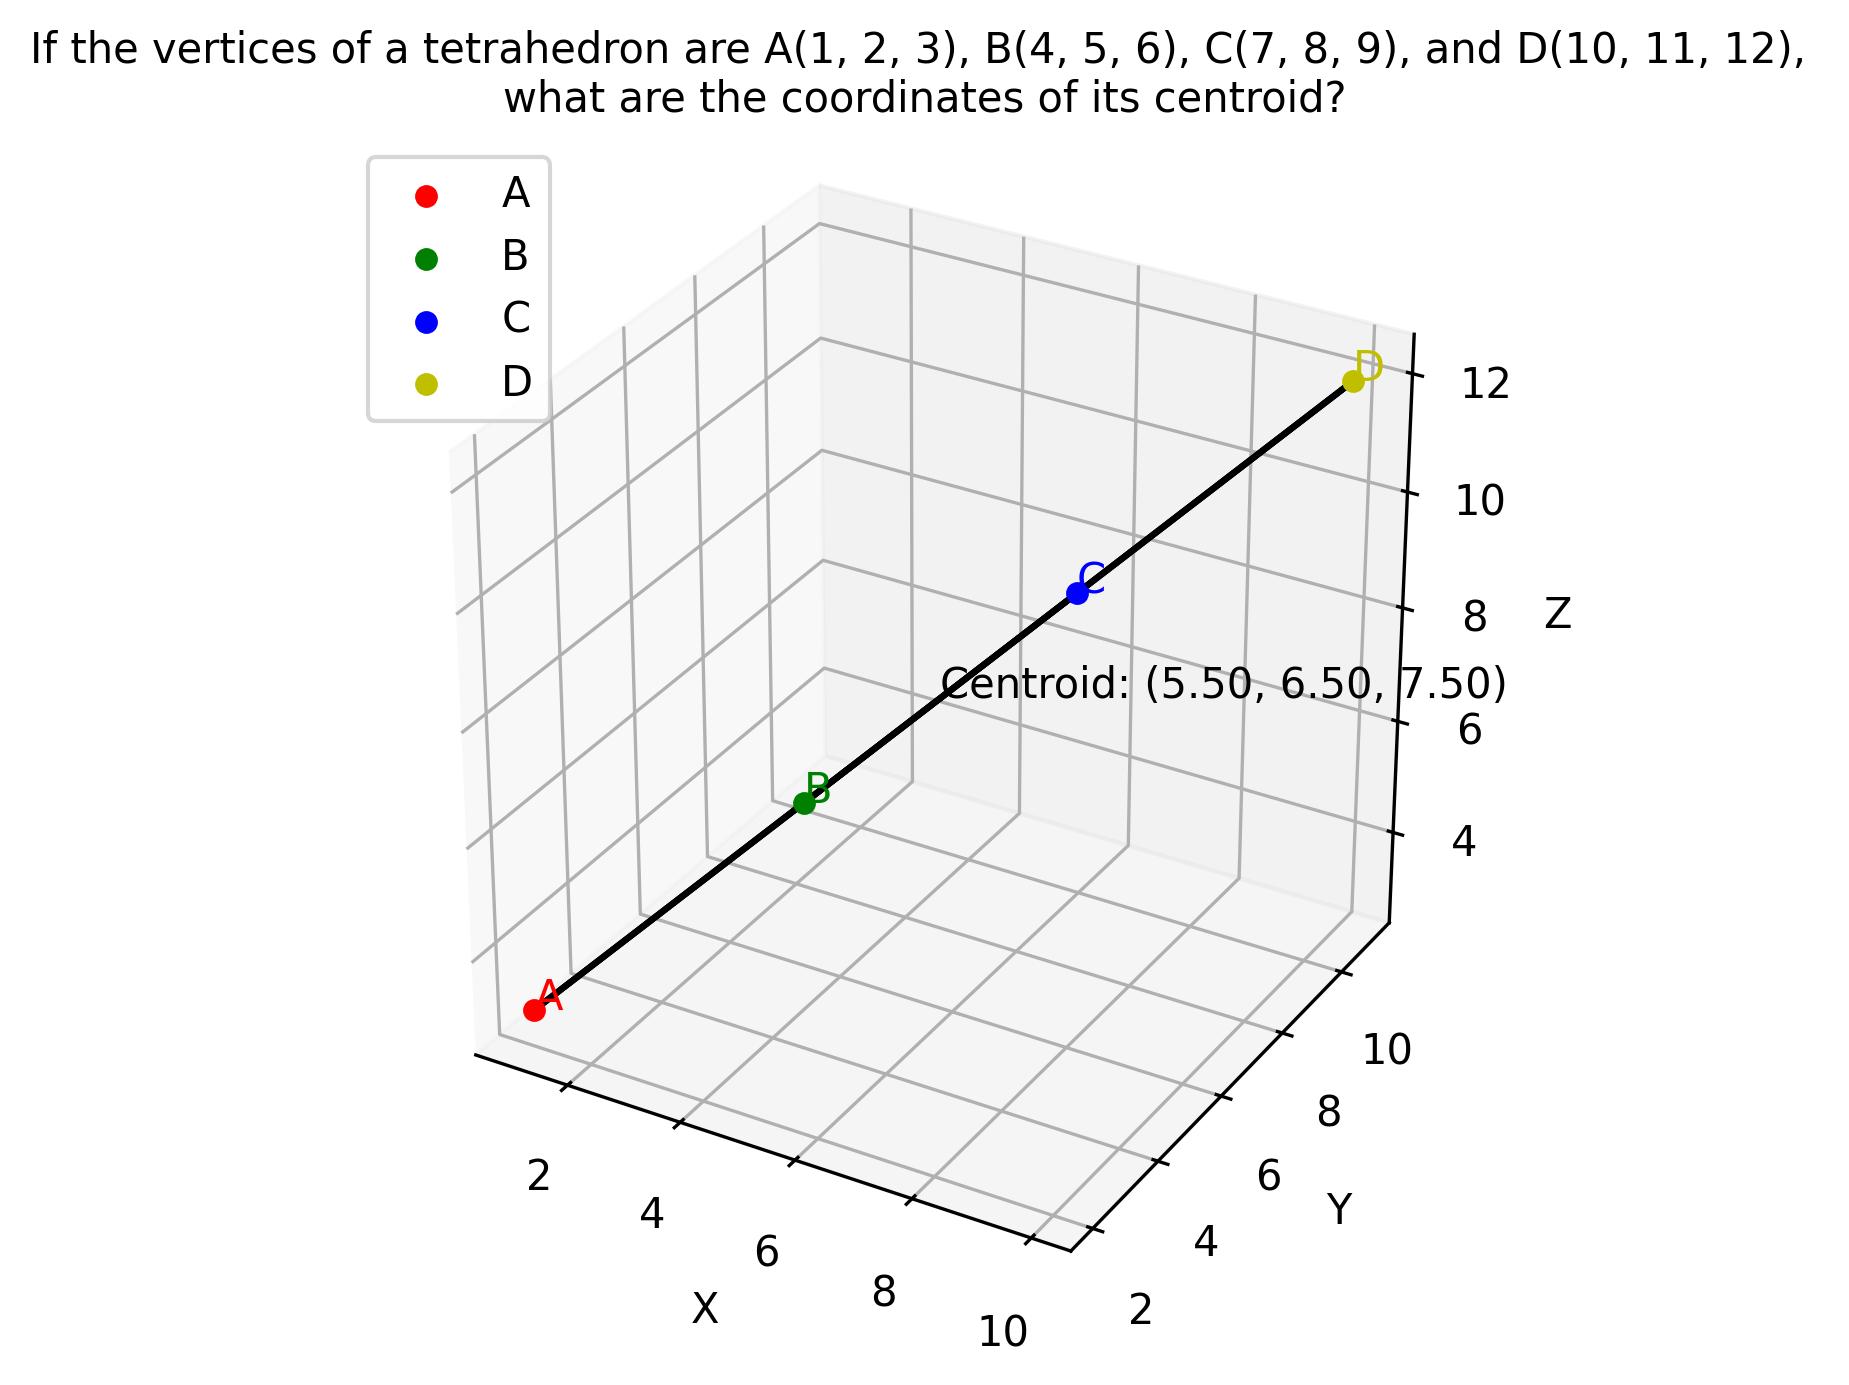 If the vertices of a tetrahedron are A(1, 2, 3), B(4, 5, 6), C(7, 8, 9), and D(10, 11, 12),
what are the coordinates of its centroid?
A
B
C
D
D
12
10
C
8
Z
Centroid: (5.50, 6.50, 7.50)
6
B
4
A
10
8
2
6
4
Y
6
8
2
X
10